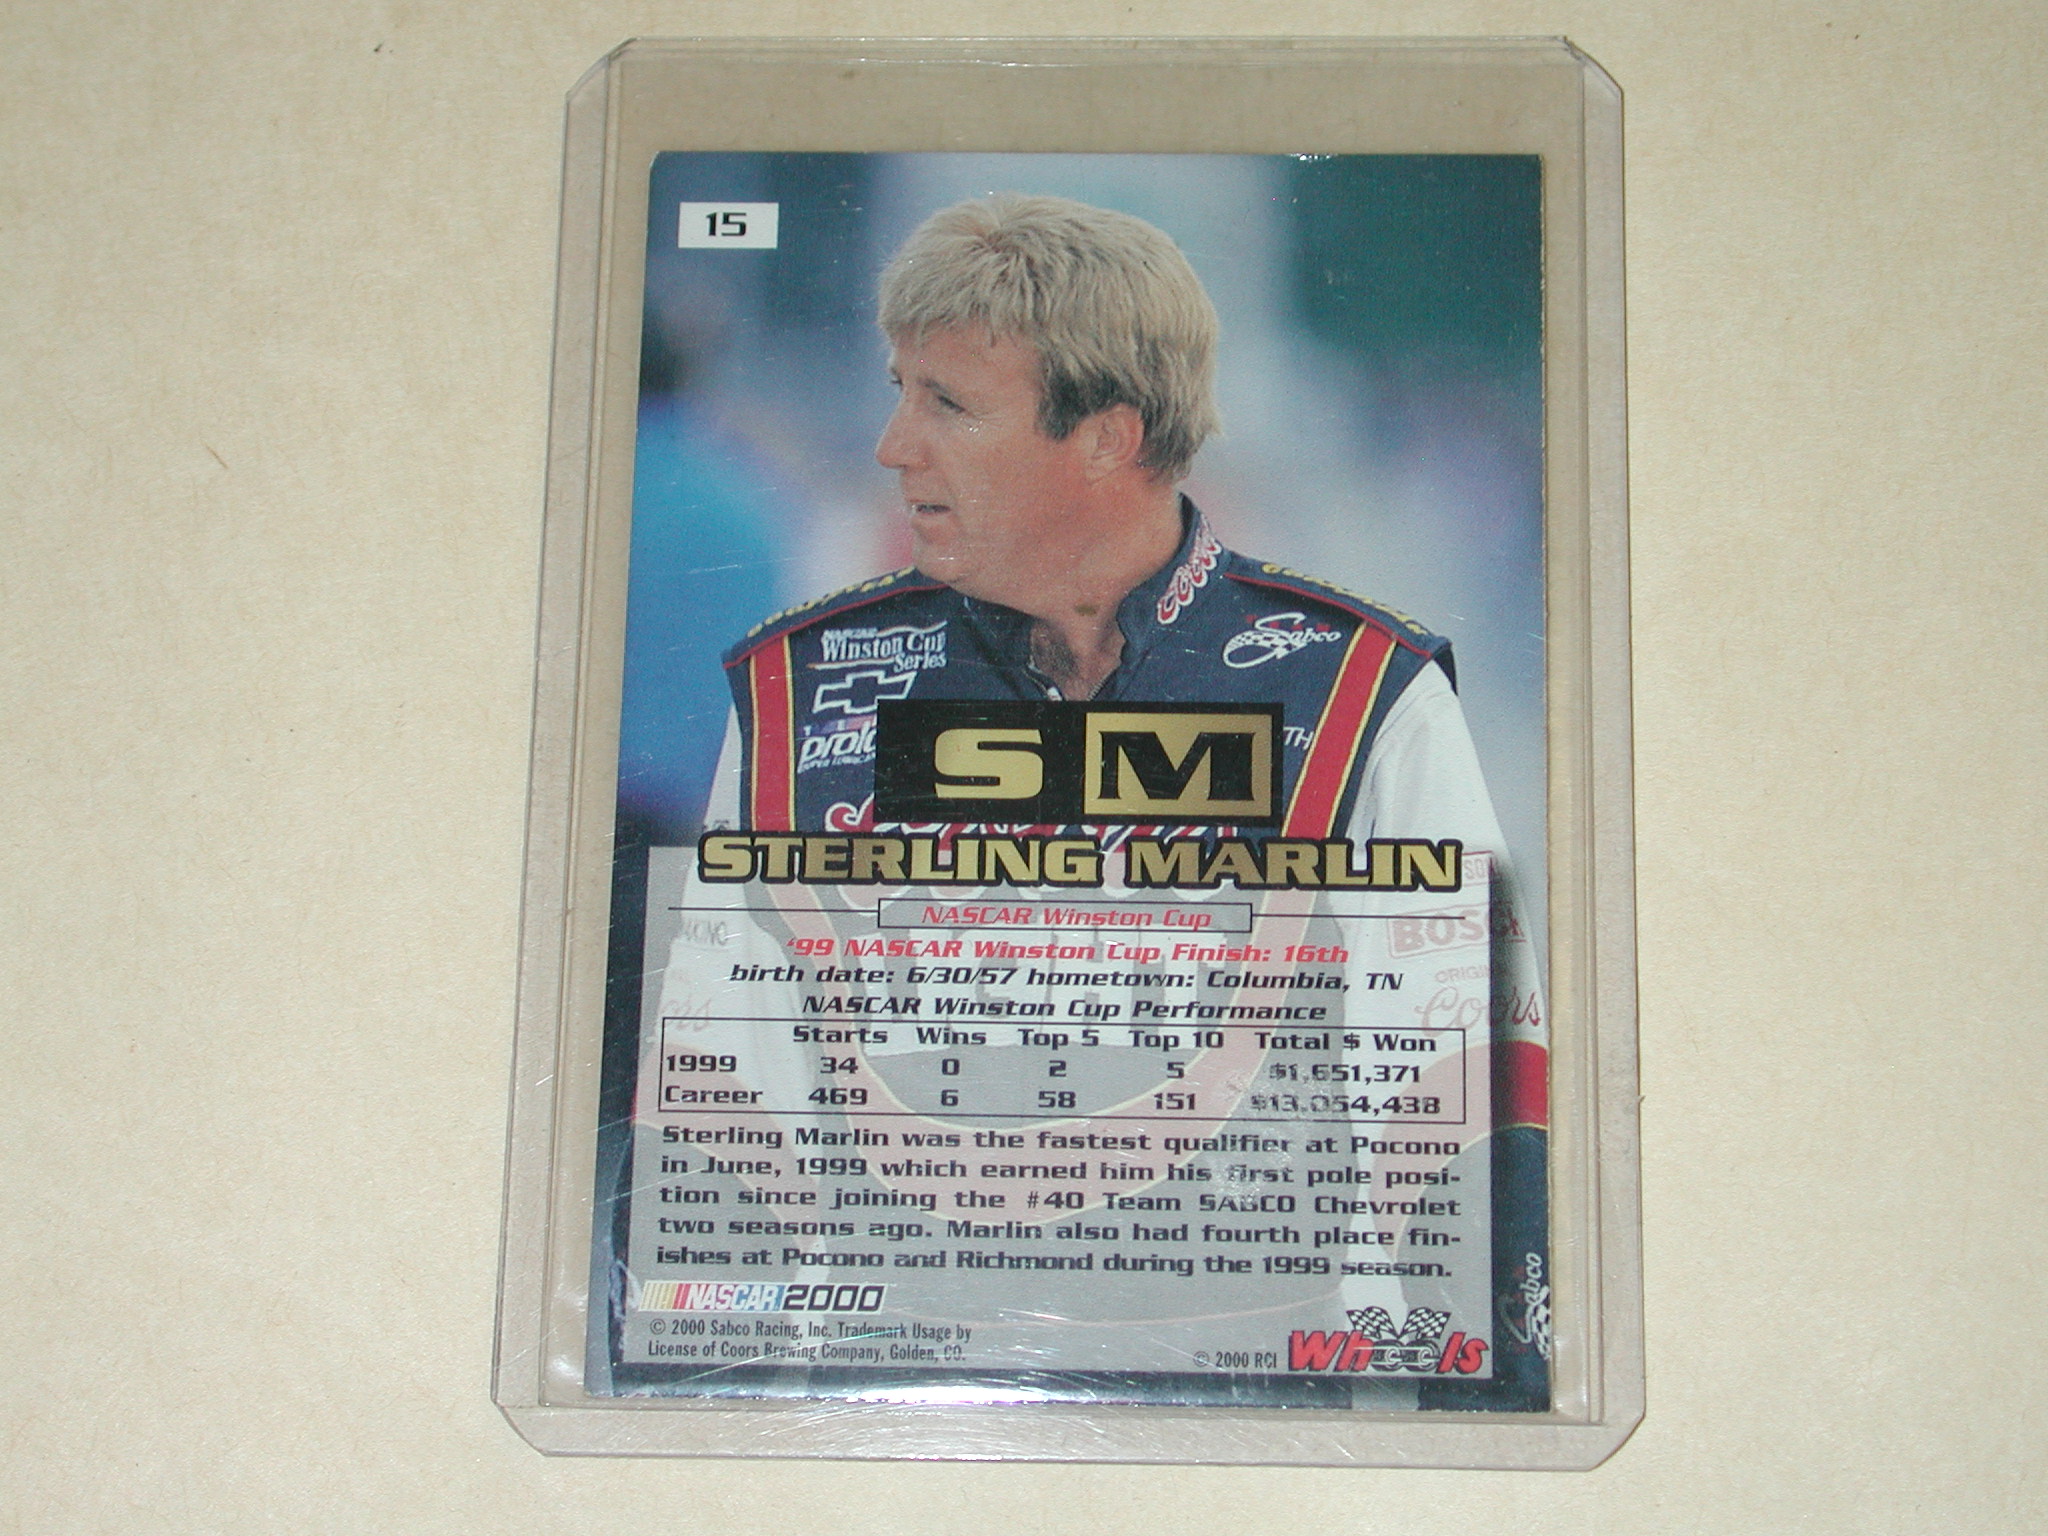 15
Coors
Sabco
NASCAR
Winston Cup
Series
TH
S M
STERLING MARLIN
NASCAR Winston Cup
BOSCH
'99 NASCAR Winston Cup Finish: 16th
birth date: 6/30/57 hometown: Columbia, TN
ORIGINAL
Coors
NASCAR Winston Cup Performance
Starts Wins Top 5 Top 10 Total $ Won
1999 34 0 2 5 $1,651,371
Career 469 6 58 151 $13,054,438
Sterling Marlin was the fastest qualifier at Pocono
in June, 1999 which earned him his first pole posi-
tion since joining the #40 Team SABCO Chevrolet
two seasons ago. Marlin also had fourth place fin-
ishes at Pocono and Richmond during the 1999 season.
NASCAR 2000
© 2000 Sabco Racing, Inc. Trademark Usage by
License of Coors Brewing Company, Golden, CO.
© 2000 RCI Wheels
Sabco